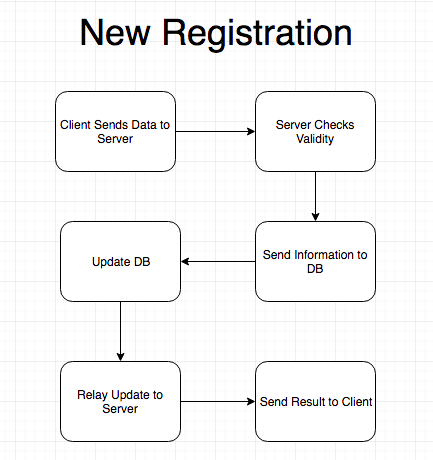 New Registration
Client Sends Data to
Server
Server Checks
Validity
Send Information to
DB
Update DB
Relay Update to
Server
Send Result to Client